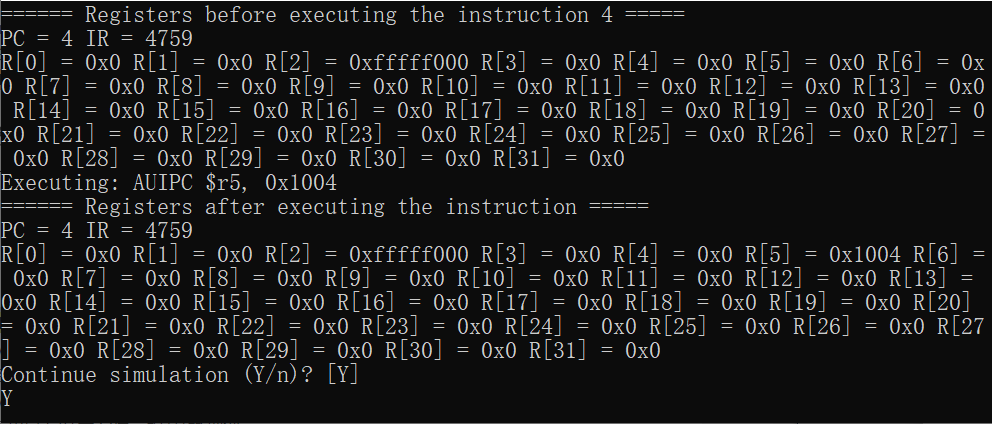 ====== Registers before executing the instruction 4 =====
PC = 4 IR = 4759
R[0] = 0x0 R[1] = 0x0 R[2] = 0xfffff000 R[3] = 0x0 R[4] = 0x0 R[5] = 0x0 R[6] = 0x
0 R[7] = 0x0 R[8] = 0x0 R[9] = 0x0 R[10] = 0x0 R[11] = 0x0 R[12] = 0x0 R[13] = 0x0
 R[14] = 0x0 R[15] = 0x0 R[16] = 0x0 R[17] = 0x0 R[18] = 0x0 R[19] = 0x0 R[20] = 0
x0 R[21] = 0x0 R[22] = 0x0 R[23] = 0x0 R[24] = 0x0 R[25] = 0x0 R[26] = 0x0 R[27] =
 0x0 R[28] = 0x0 R[29] = 0x0 R[30] = 0x0 R[31] = 0x0
Executing: AUIPC $r5, 0x1004
====== Registers after executing the instruction =====
PC = 4 IR = 4759
R[0] = 0x0 R[1] = 0x0 R[2] = 0xfffff000 R[3] = 0x0 R[4] = 0x0 R[5] = 0x1004 R[6] =
 0x0 R[7] = 0x0 R[8] = 0x0 R[9] = 0x0 R[10] = 0x0 R[11] = 0x0 R[12] = 0x0 R[13] =
0x0 R[14] = 0x0 R[15] = 0x0 R[16] = 0x0 R[17] = 0x0 R[18] = 0x0 R[19] = 0x0 R[20]
= 0x0 R[21] = 0x0 R[22] = 0x0 R[23] = 0x0 R[24] = 0x0 R[25] = 0x0 R[26] = 0x0 R[27
] = 0x0 R[28] = 0x0 R[29] = 0x0 R[30] = 0x0 R[31] = 0x0
Continue simulation (Y/n)? [Y]
Y